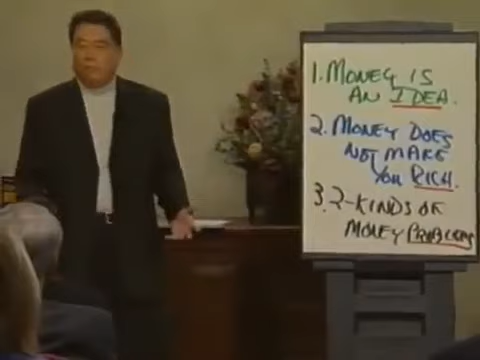 1. MONEY IS
AN IDEA.
2. MONEY DOES
NOT MAKE
YOU RICH.
3. 2-KINDS OF
MONEY PROBLEMS